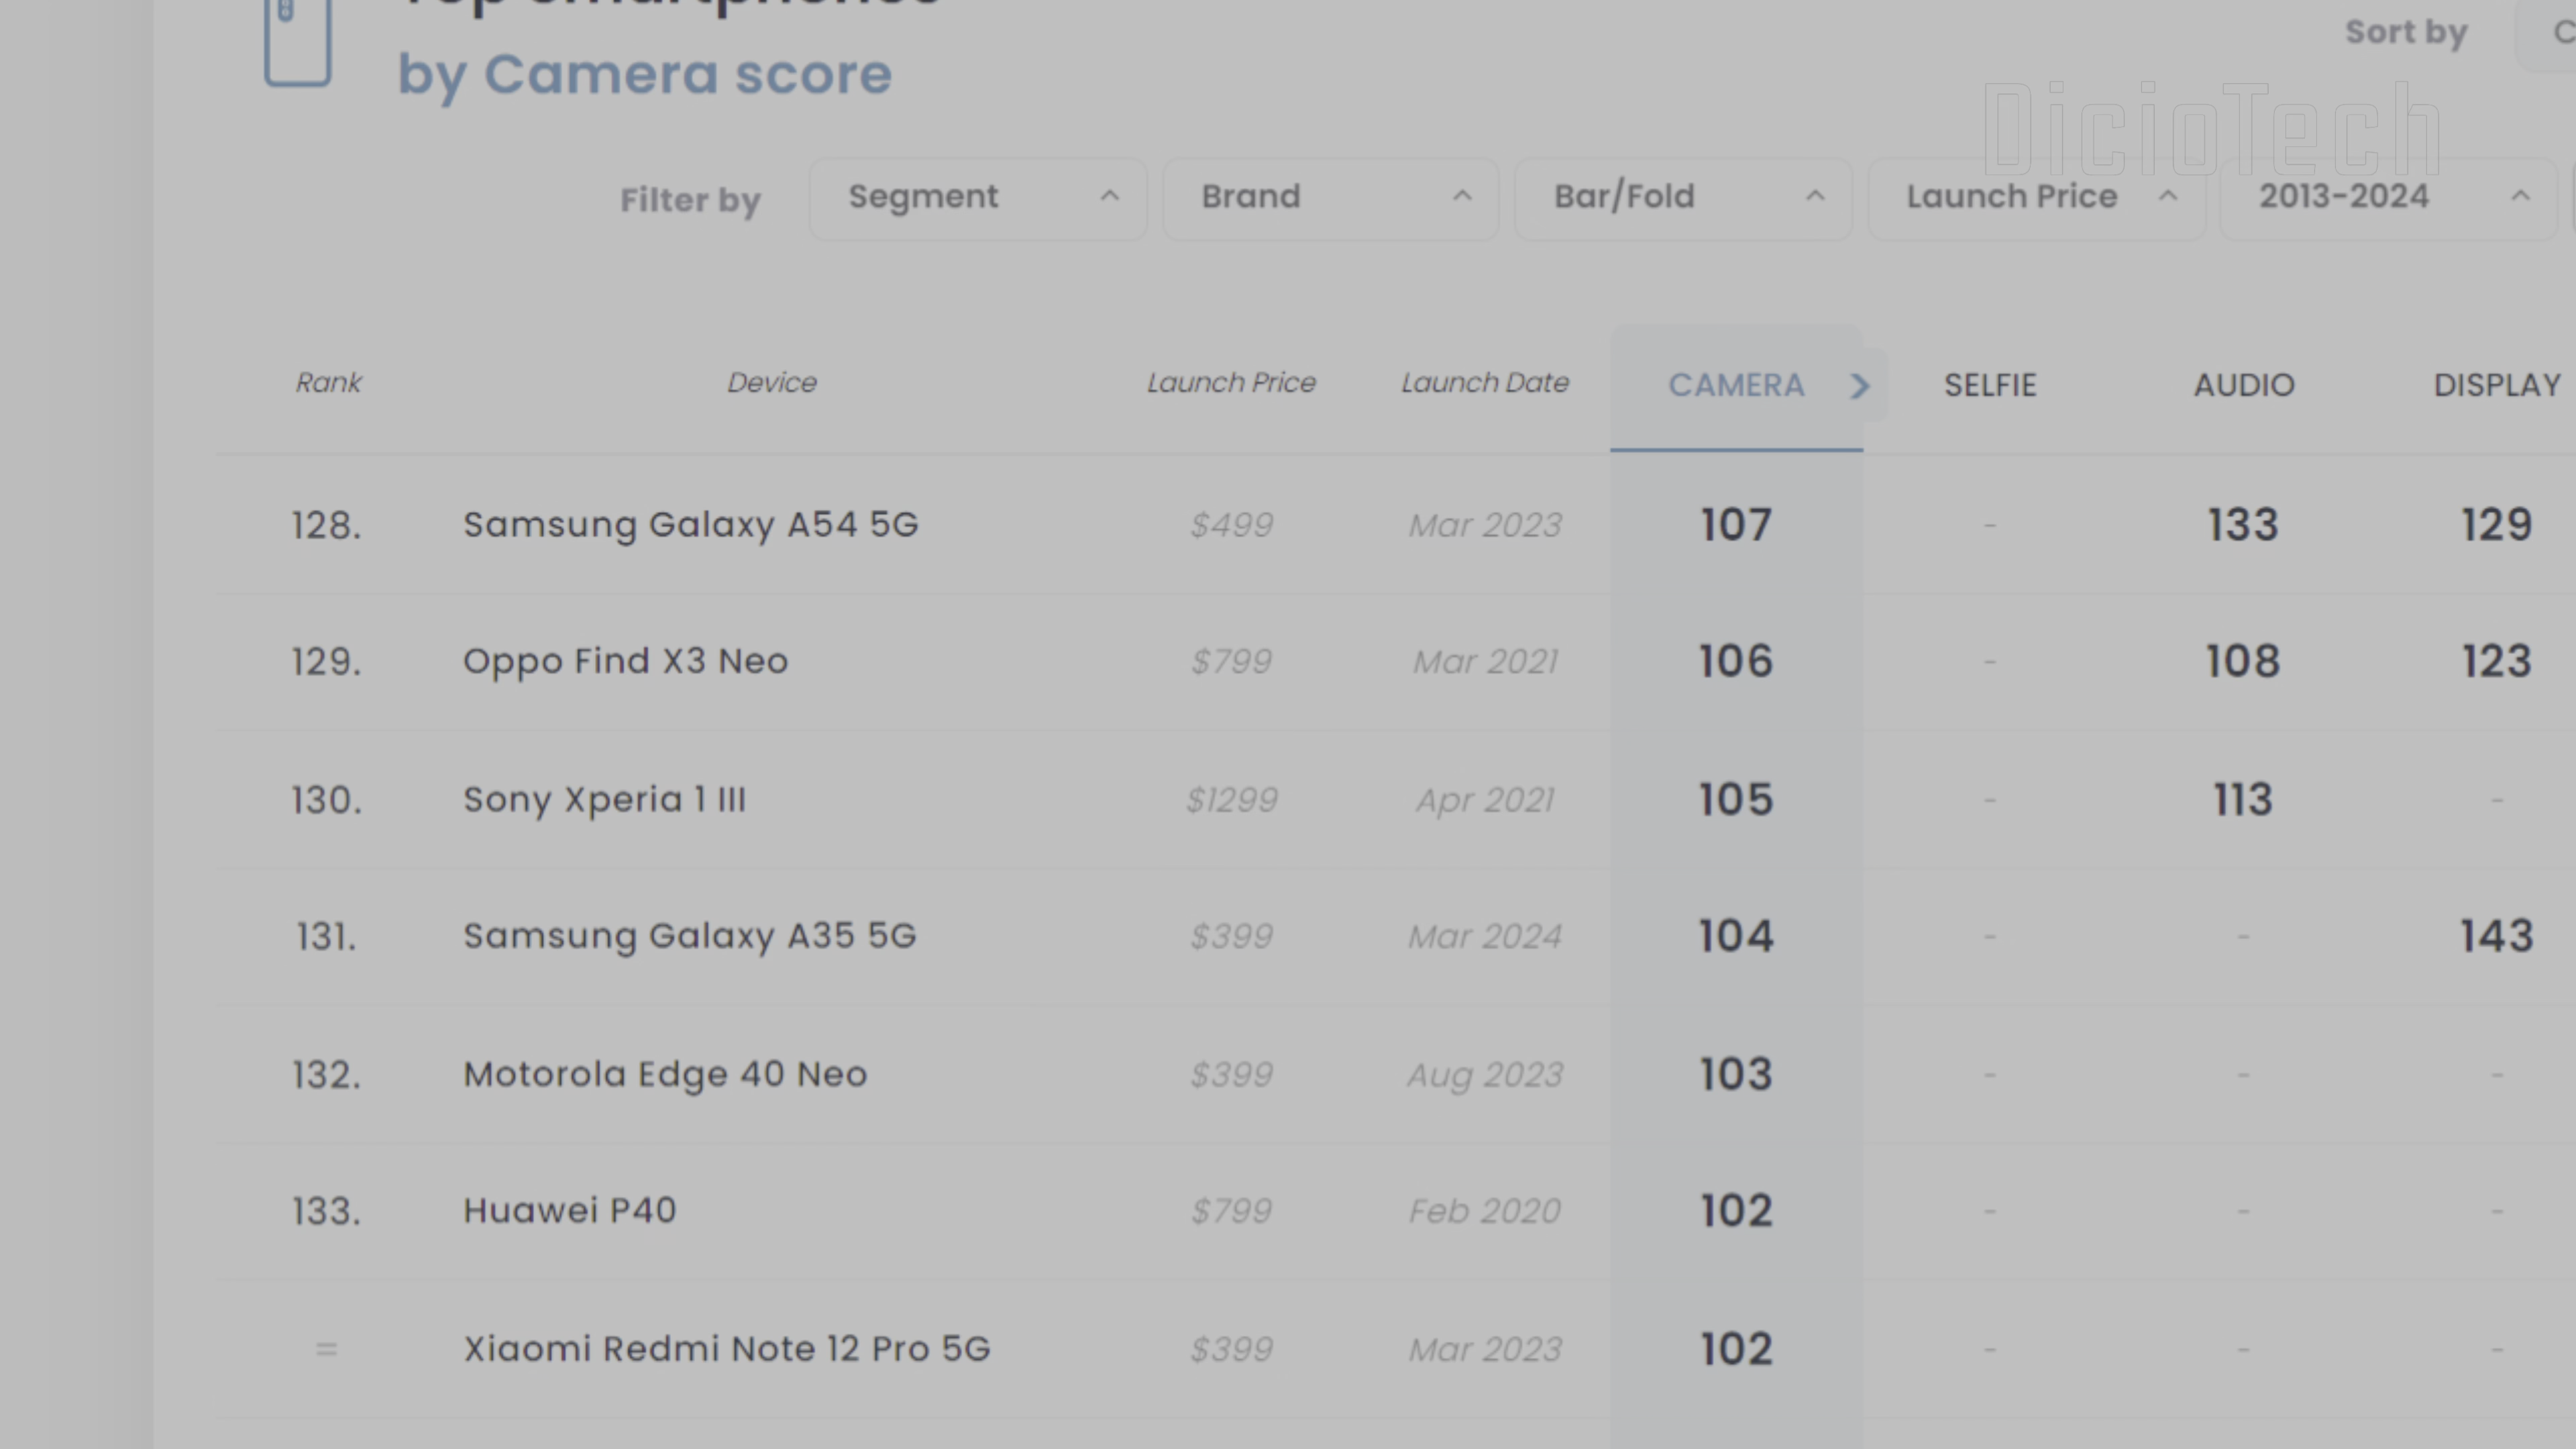 Top Smartphones
by Camera score
Sort by
DicioTech
Filter by Segment Brand Bar/Fold Launch Price 2013-2024
Rank Device Launch Price Launch Date CAMERA > SELFIE AUDIO DISPLAY
128. Samsung Galaxy A54 5G $499 Mar 2023 107 - 133 129
129. Oppo Find X3 Neo $799 Mar 2021 106 - 108 123
130. Sony Xperia 1 III $1299 Apr 2021 105 - 113 -
131. Samsung Galaxy A35 5G $399 Mar 2024 104 - - 143
132. Motorola Edge 40 Neo $399 Aug 2023 103 - - -
133. Huawei P40 $799 Feb 2020 102 - - -
= Xiaomi Redmi Note 12 Pro 5G $399 Mar 2023 102 - - -